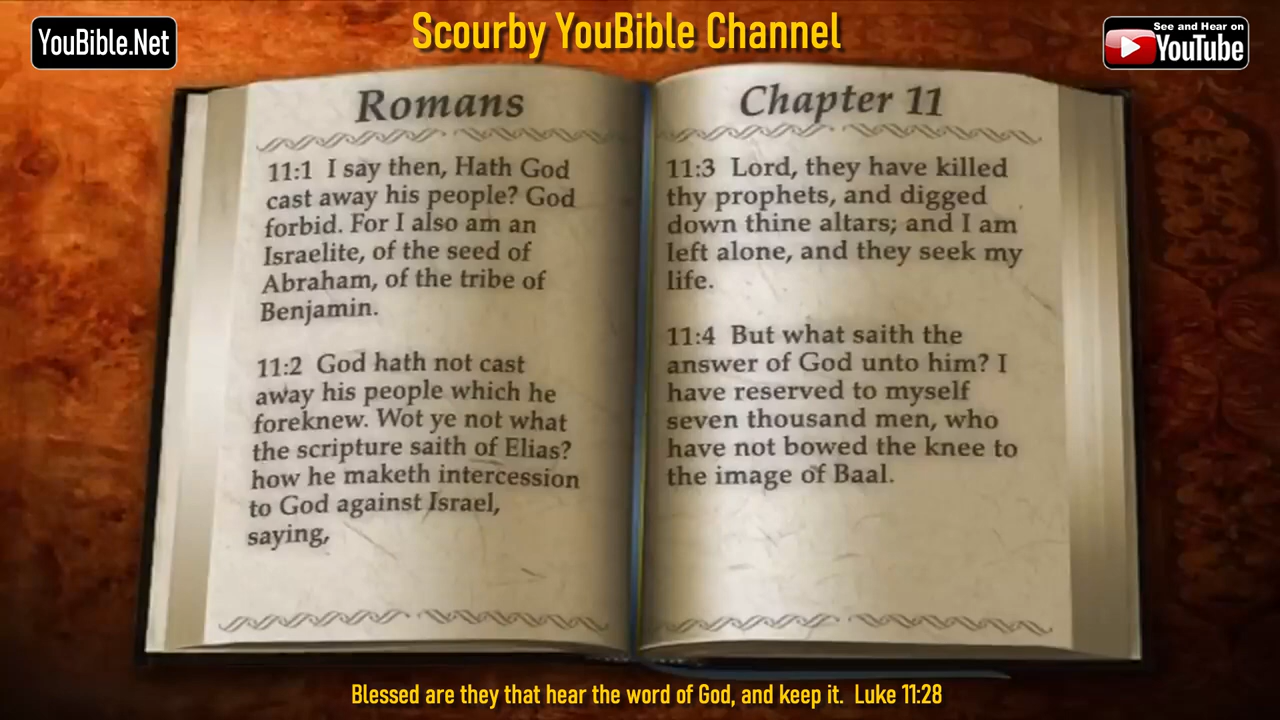 YouBible.Net
Scourby YouBible Channel
See and Hear on
YouTube
Romans
11:1 I say then, Hath God
cast away his people? God
forbid. For I also am an
Israelite, of the seed of
Abraham, of the tribe of
Benjamin.
11:2 God hath not cast
away his people which he
foreknew. Wot ye not what
the scripture saith of Elias?
how he maketh intercession
to God against Israel,
saying,
Chapter 11
11:3 Lord, they have killed
thy prophets, and digged
down thine altars; and I am
left alone, and they seek my
life.
11:4 But what saith the
answer of God unto him? I
have reserved to myself
seven thousand men, who
have not bowed the knee to
the image of Baal.
Blessed are they that hear the word of God, and keep it. Luke 11:28